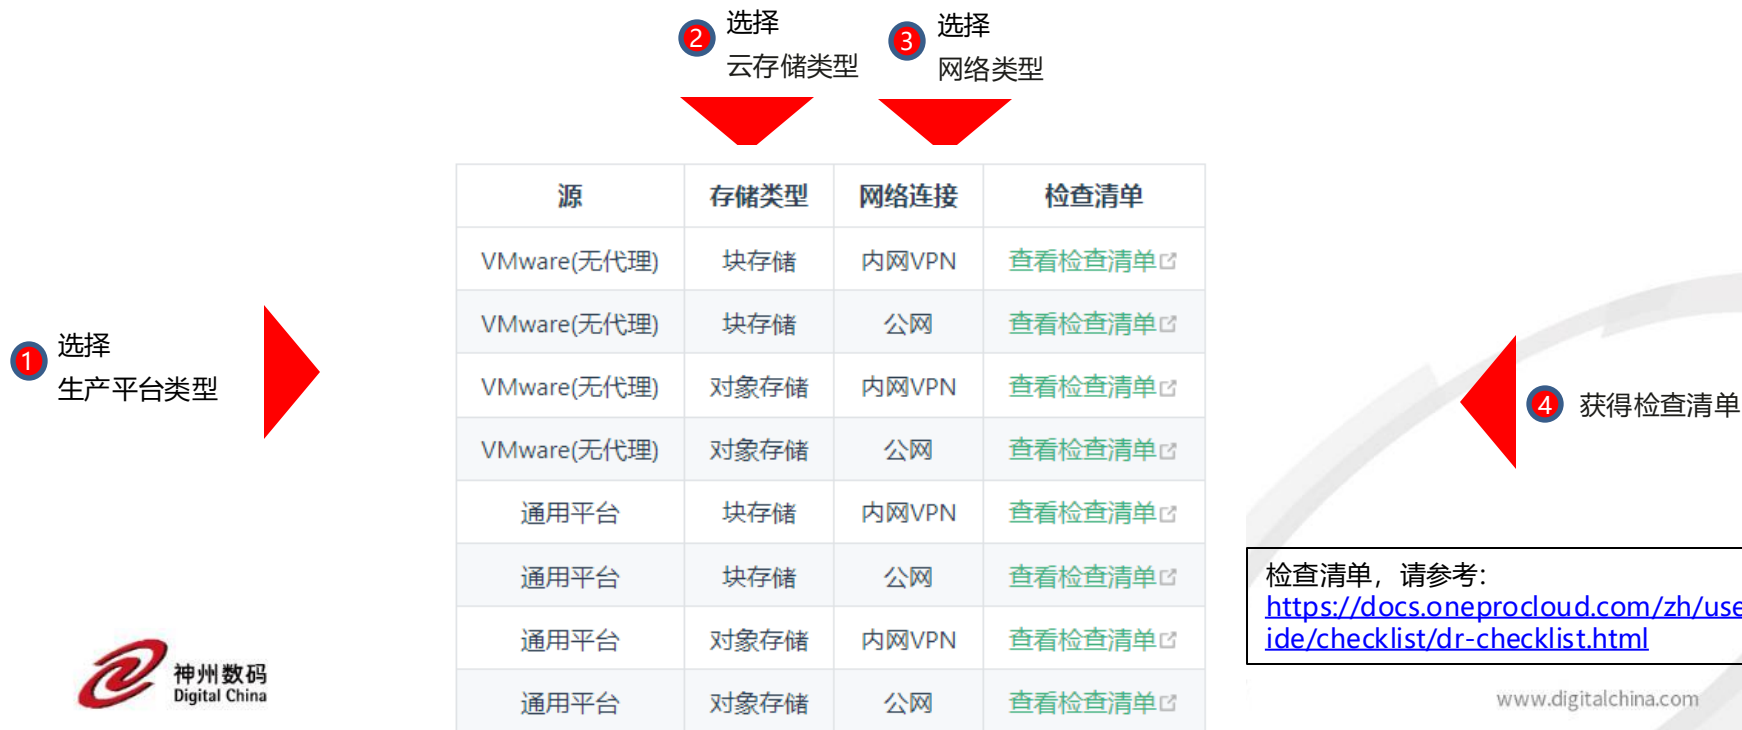 2 选择
云存储类型
3 选择
网络类型
源 存储类型 网络连接 检查清单
VMware(无代理) 块存储 内网VPN 查看检查清单
VMware(无代理) 块存储 公网 查看检查清单
VMware(无代理) 对象存储 内网VPN 查看检查清单
VMware(无代理) 对象存储 公网 查看检查清单
通用平台 块存储 内网VPN 查看检查清单
通用平台 块存储 公网 查看检查清单
通用平台 对象存储 内网VPN 查看检查清单
通用平台 对象存储 公网 查看检查清单
1 选择
生产平台类型
4 获得检查清单
检查清单，请参考：
https://docs.oneprocloud.com/zh/use
ide/checklist/dr-checklist.html
神州数码
Digital China
www.digitalchina.com